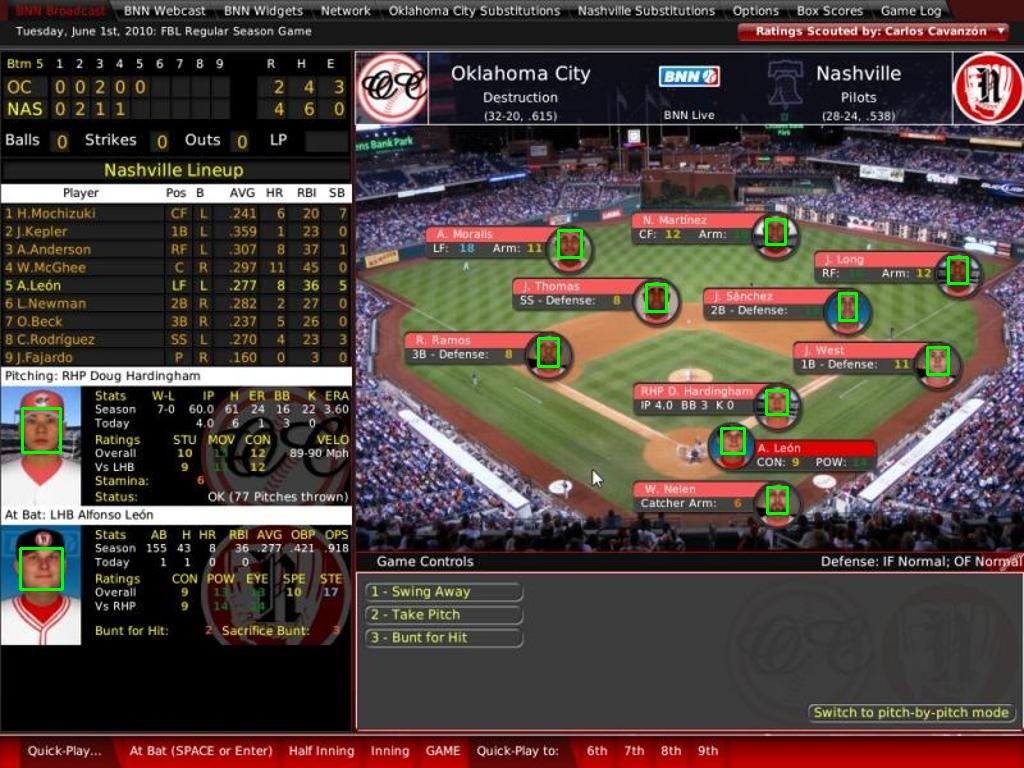 BNN Broadcast BNN Webcast BNN Widgets Network Oklahoma City Substitutions Nashville Substitutions Options Box Scores Game Log
Tuesday, June 1st, 2010: FBL Regular Season Game
Ratings Scouted by: Carlos Cavanzón
Btm 5 1 2 3 4 5 6 7 8 9 R H E
OC 0 0 2 0 0 2 4 3
NAS 0 2 1 1 4 6 0
Balls 0 Strikes 0 Outs 0 LP
Nashville Lineup
Player Pos B AVG HR RBI SB
1 H.Mochizuki CF L .241 6 20 7
2 J.Kepler 1B L .359 1 23 0
3 A.Anderson RF L .307 8 37 1
4 W.McGhee C R .297 11 45 0
5 A.León LF L .277 8 36 5
6 L.Newman 2B R .282 2 27 0
7 O.Beck 3B R .237 5 26 0
8 C.Rodríguez SS L .270 4 23 3
9 J.Fajardo P R .160 0 3 0
Pitching: RHP Doug Hardingham
Stats W-L IP H ER BB K ERA
Season 7-0 60.0 61 24 16 22 3.60
Today 4.0 6 1 3 0
Ratings STU MOV CON VELO
Overall 10 12 89-90 Mph
Vs LHB 9 12
Stamina: 6
Status: OK (77 Pitches thrown)
At Bat: LHB Alfonso León
Stats AB H HR RBI AVG OBP OPS
Season 155 43 8 36 .277 .421 .918
Today 1 1 0 0
Ratings CON POW EYE SPE STE
Overall 9 13 10 17
Vs RHP 9 14
Bunt for Hit: 2 Sacrifice Bunt: 3
Oklahoma City
Destruction
(32-20, .615)
BNN
BNN Live
Nashville
Pilots
(28-24, .538)
ens Bank Park
N. Martínez
CF: 12 Arm:
A. Moralis
LF: 18 Arm: 11
J. Long
RF: Arm: 12
J. Thomas
SS - Defense: 8
J. Sánchez
2B - Defense:
R. Ramos
3B - Defense: 8
J. West
1B - Defense: 11
RHP D. Hardingham
IP 4.0 BB 3 K 0
A. León
CON: 9 POW: 14
W. Nelen
Catcher Arm: 6
Game Controls
Defense: IF Normal; OF Normal
1 - Swing Away
2 - Take Pitch
3 - Bunt for Hit
Switch to pitch-by-pitch mode
Quick-Play... At Bat (SPACE or Enter) Half Inning Inning GAME Quick-Play to: 6th 7th 8th 9th